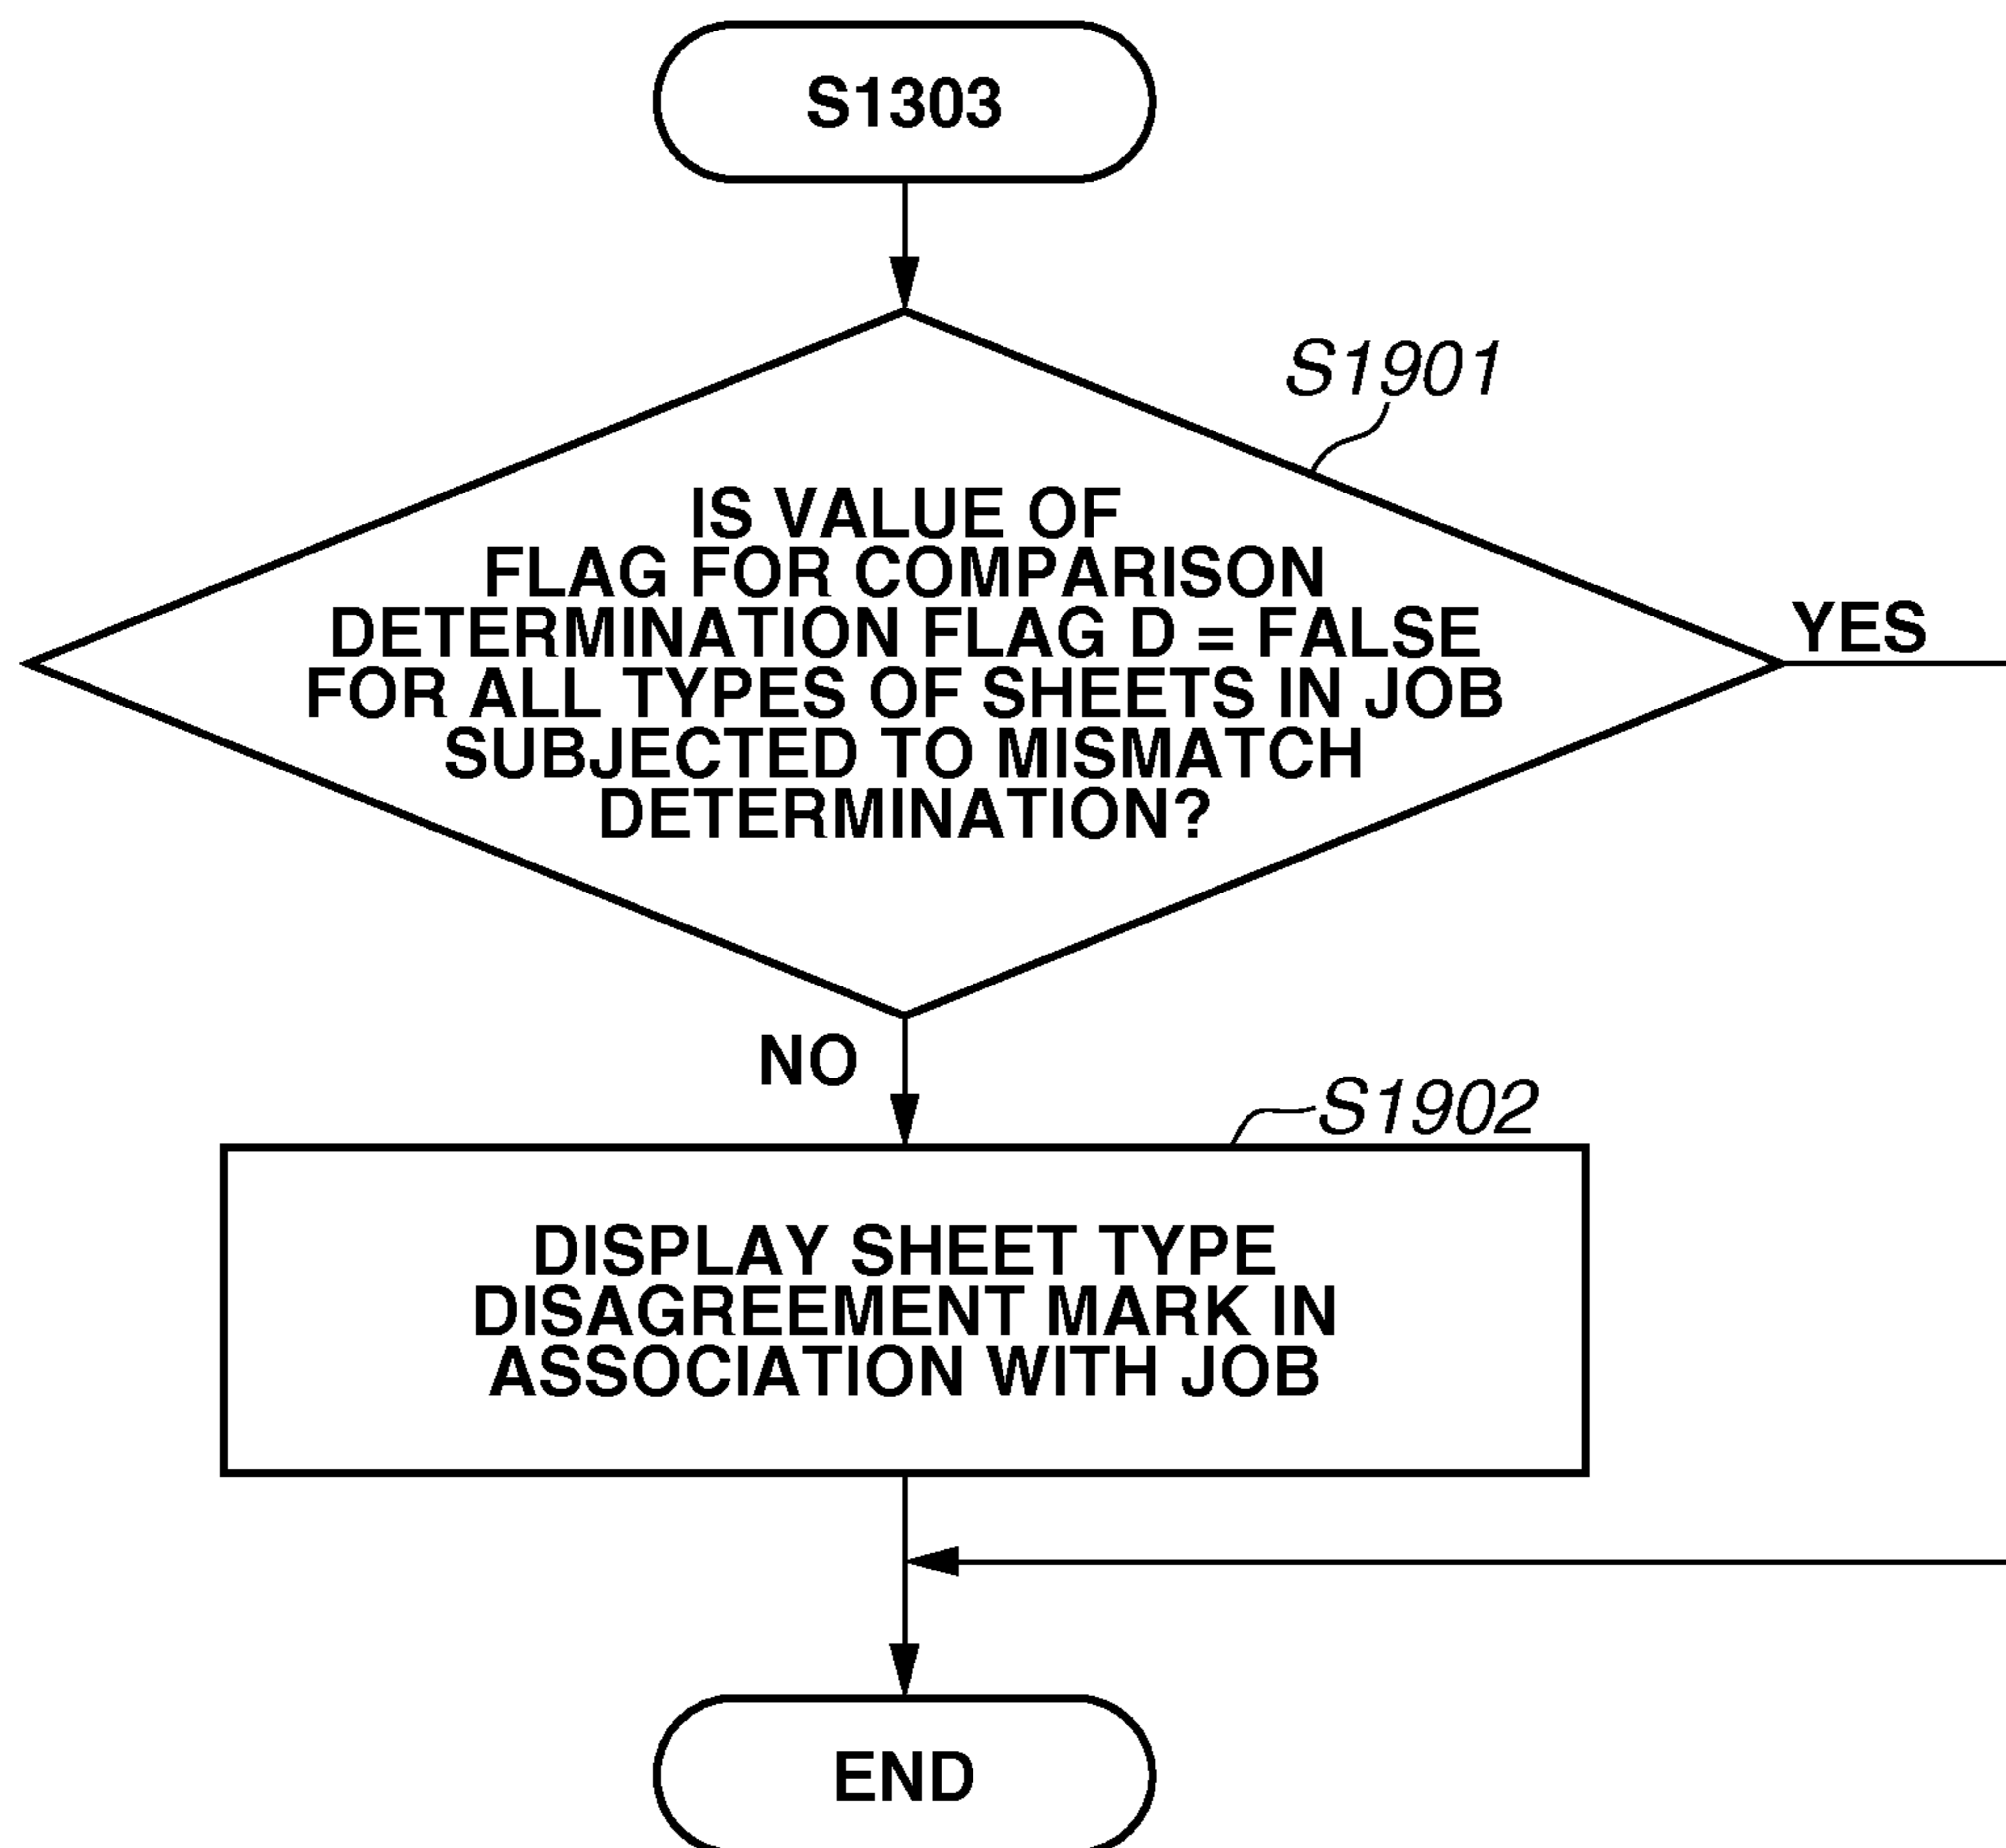 S1303
S1901
IS VALUE OF
FLAG FOR COMPARISON
DETERMINATION FLAG D = FALSE
FOR ALL TYPES OF SHEETS IN JOB
SUBJECTED TO MISMATCH
DETERMINATION?
YES
NO
S1902
DISPLAY SHEET TYPE
DISAGREEMENT MARK IN
ASSOCIATION WITH JOB
END